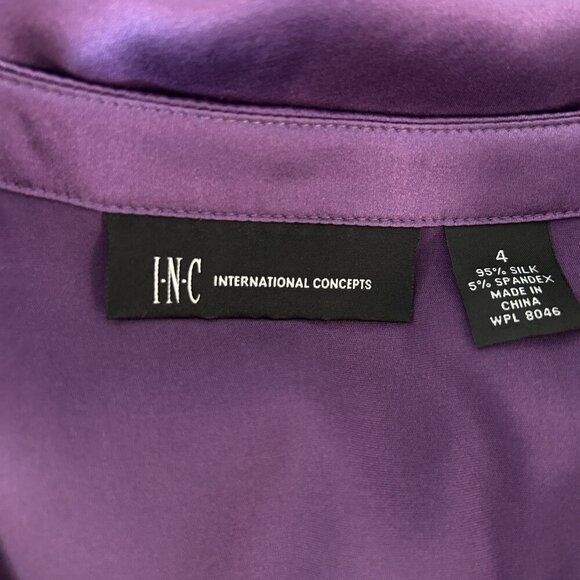 I·N·C INTERNATIONAL CONCEPTS
4
95% SILK
5% SPANDEX
MADE IN
CHINA
WPL 8046